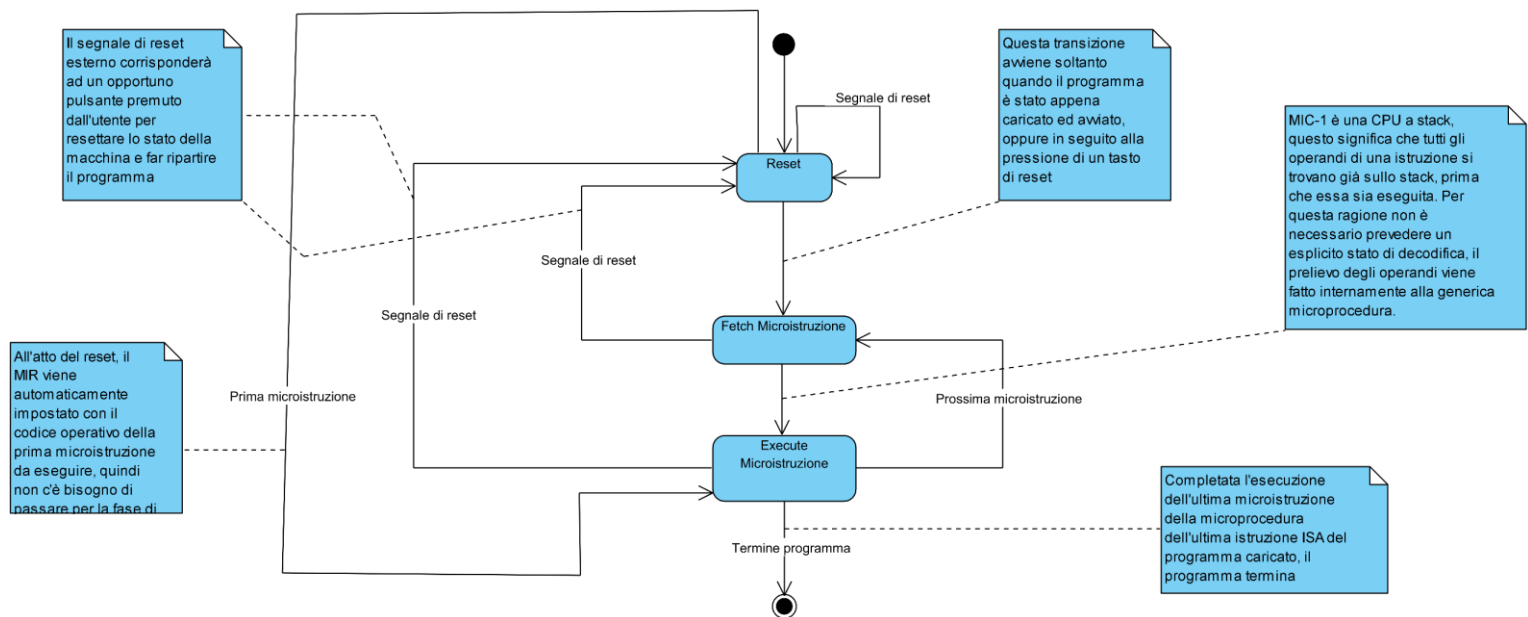 Il segnale di reset
esterno corrisponderà
ad un opportuno
pulsante premuto
dall'utente per
resettare lo stato della
macchina e far ripartire
il programma
Segnale di reset
Reset
Questa transizione
avviene soltanto
quando il programma
è stato appena
caricato ed avviato,
oppure in seguito alla
pressione di un tasto
di reset
MIC-1 è una CPU a stack,
questo significa che tutti gli
operandi di una istruzione si
trovano già sullo stack, prima
che essa sia eseguita. Per
questa ragione non è
necessario prevedere un
esplicito stato di decodifica, il
prelievo degli operandi viene
fatto internamente alla generica
microprocedura.
Segnale di reset
Segnale di reset
Fetch Microistruzione
All'atto del reset, il
MIR viene
automaticamente
impostato con il
codice operativo della
prima microistruzione
da eseguire, quindi
non c'è bisogno di
passare per la fase di
Prima microistruzione
Prossima microistruzione
Execute
Microistruzione
Termine programma
Completata l'esecuzione
dell'ultima microistruzione
della microprocedura
dell'ultima istruzione ISA del
programma caricato, il
programma termina